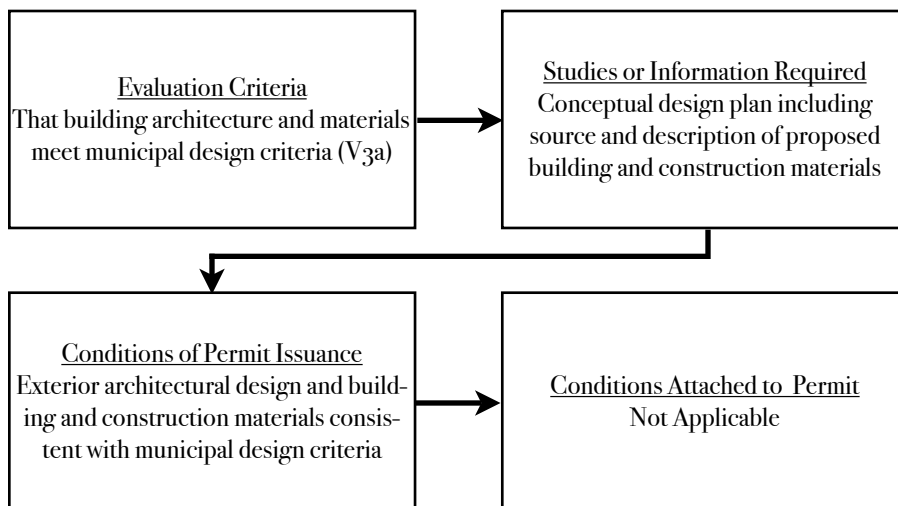 Evaluation Criteria
That building architecture and materials
meet municipal design criteria (V3a)
Studies or Information Required
Conceptual design plan including
source and description of proposed
building and construction materials
Conditions of Permit Issuance
Exterior architectural design and build-
ing and construction materials consis-
tent with municipal design criteria
Conditions Attached to  Permit
Not Applicable